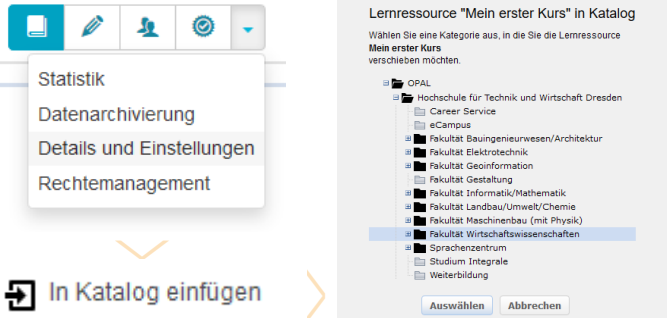 Statistik
Datenarchivierung
Details und Einstellungen
Rechtemanagement
In Katalog einfügen
Lernressource "Mein erster Kurs" in Katalog
Wählen Sie eine Kategorie aus, in die Sie die Lernressource
Mein erster Kurs
verschieben möchten.
OPAL
Hochschule für Technik und Wirtschaft Dresden
Career Service
eCampus
Fakultät Bauingenieurwesen/Architektur
Fakultät Elektrotechnik
Fakultät Geoinformation
Fakultät Gestaltung
Fakultät Informatik/Mathematik
Fakultät Landbau/Umwelt/Chemie
Fakultät Maschinenbau (mit Physik)
Fakultät Wirtschaftswissenschaften
Sprachenzentrum
Studium Integrale
Weiterbildung
Auswählen Abbrechen